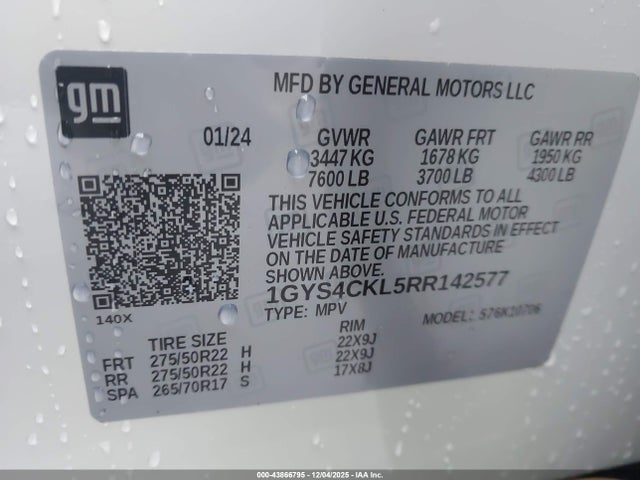 gm
MFD BY GENERAL MOTORS LLC
01/24 GVWR GAWR FRT GAWR RR
3447 KG 1678 KG 1950 KG
7600 LB 3700 LB 4300 LB
THIS VEHICLE CONFORMS TO ALL
APPLICABLE U.S. FEDERAL MOTOR
VEHICLE SAFETY STANDARDS IN EFFECT
ON THE DATE OF MANUFACTURE
SHOWN ABOVE.
1GYS4CKL5RR142577
140X
TYPE: MPV MODEL: S76K10706
TIRE SIZE RIM
FRT 275/50R22 H 22X9J
RR 275/50R22 H 22X9J
SPA 265/70R17 S 17X8J
000-43866795 - 12/04/2025 - IAA Inc.